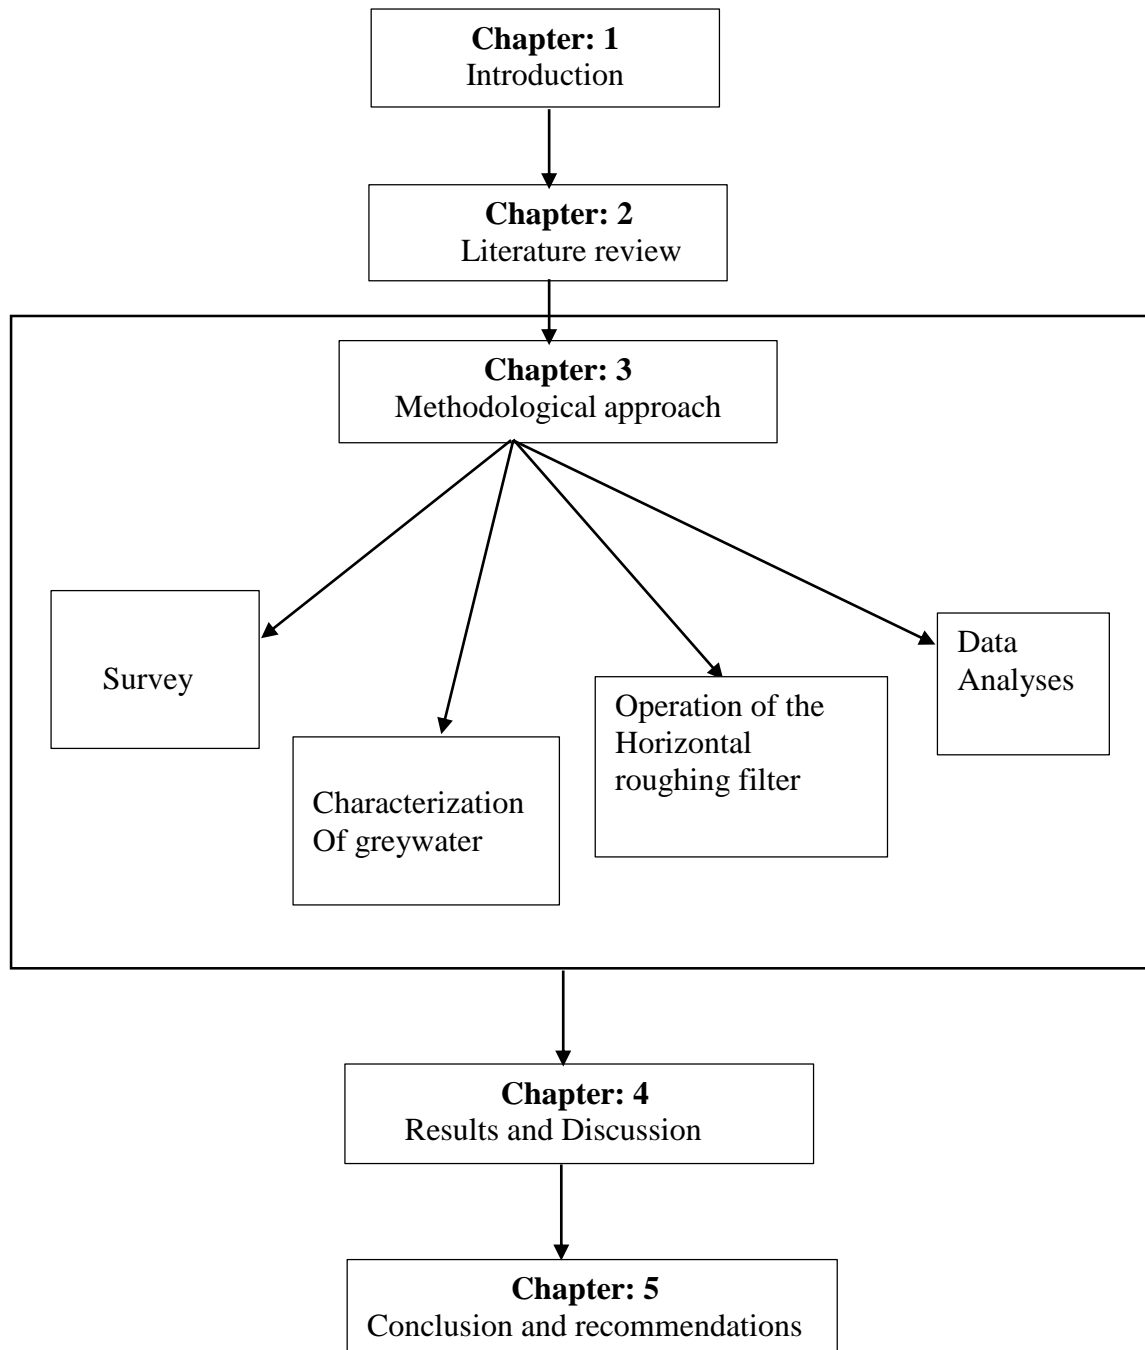 Chapter: 1
Introduction
Chapter: 2
Literature review
Chapter: 3
Methodological approach
Survey
Characterization
Of greywater
Operation of the
Horizontal
roughing filter
Data
Analyses
Chapter: 4
Results and Discussion
Chapter: 5
Conclusion and recommendations